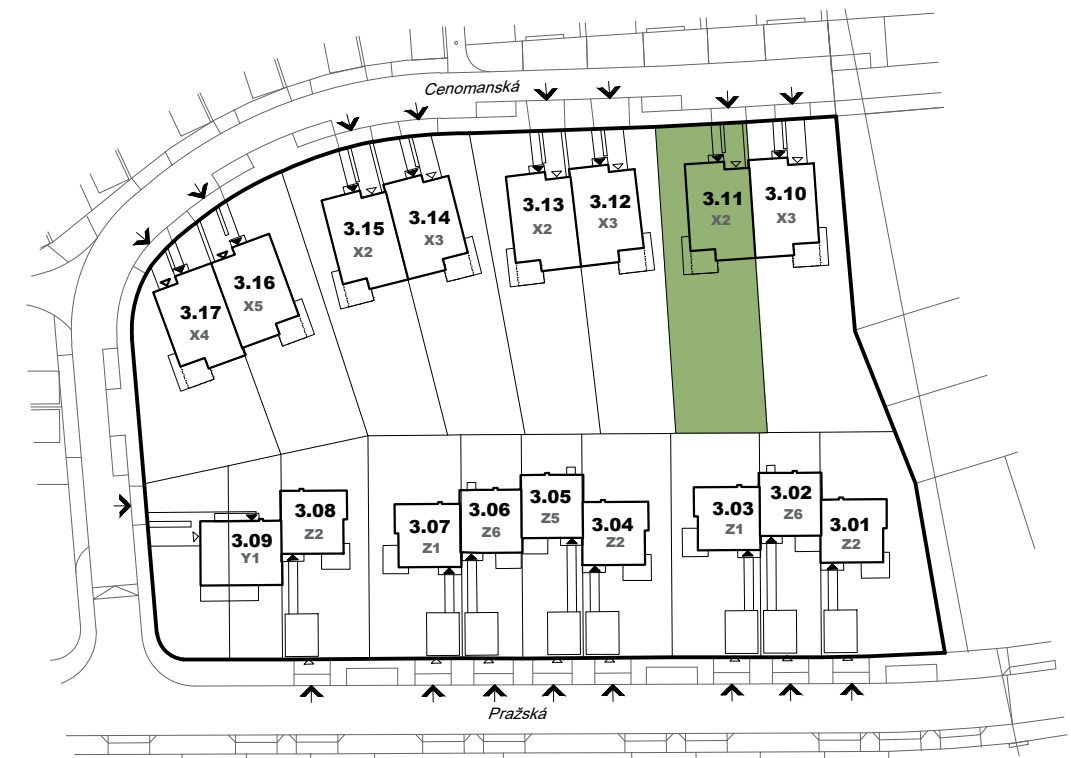 Cenomanská
3.11
X2
3.10
X3
3.13
X2
3.12
X3
3.15
X2
3.14
X3
3.16
X5
3.17
X4
3.09
Y1
3.08
Z2
3.07
Z1
3.06
Z6
3.05
Z5
3.04
Z2
3.03
Z1
3.02
Z6
3.01
Z2
Pražská